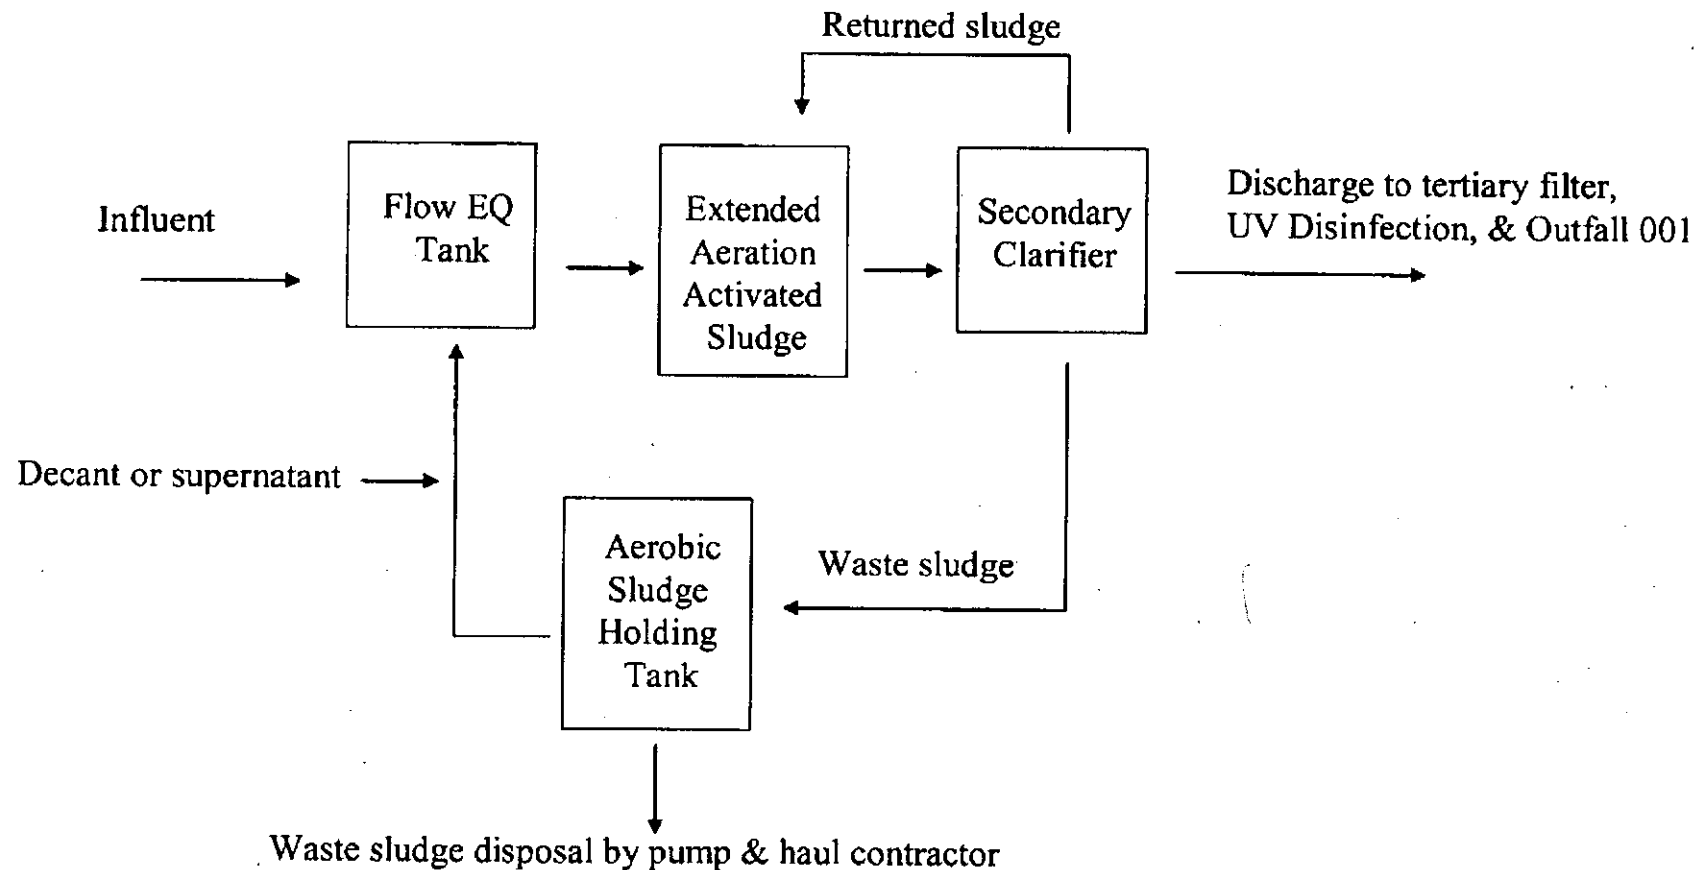 Returned sludge
Influent
Flow EQ
Tank
Extended
Aeration
Activated
Sludge
Secondary
Clarifier
Discharge to tertiary filter,
UV Disinfection, & Outfall 001
Decant or supernatant
Aerobic
Sludge
Holding
Tank
Waste sludge
Waste sludge disposal by pump & haul contractor